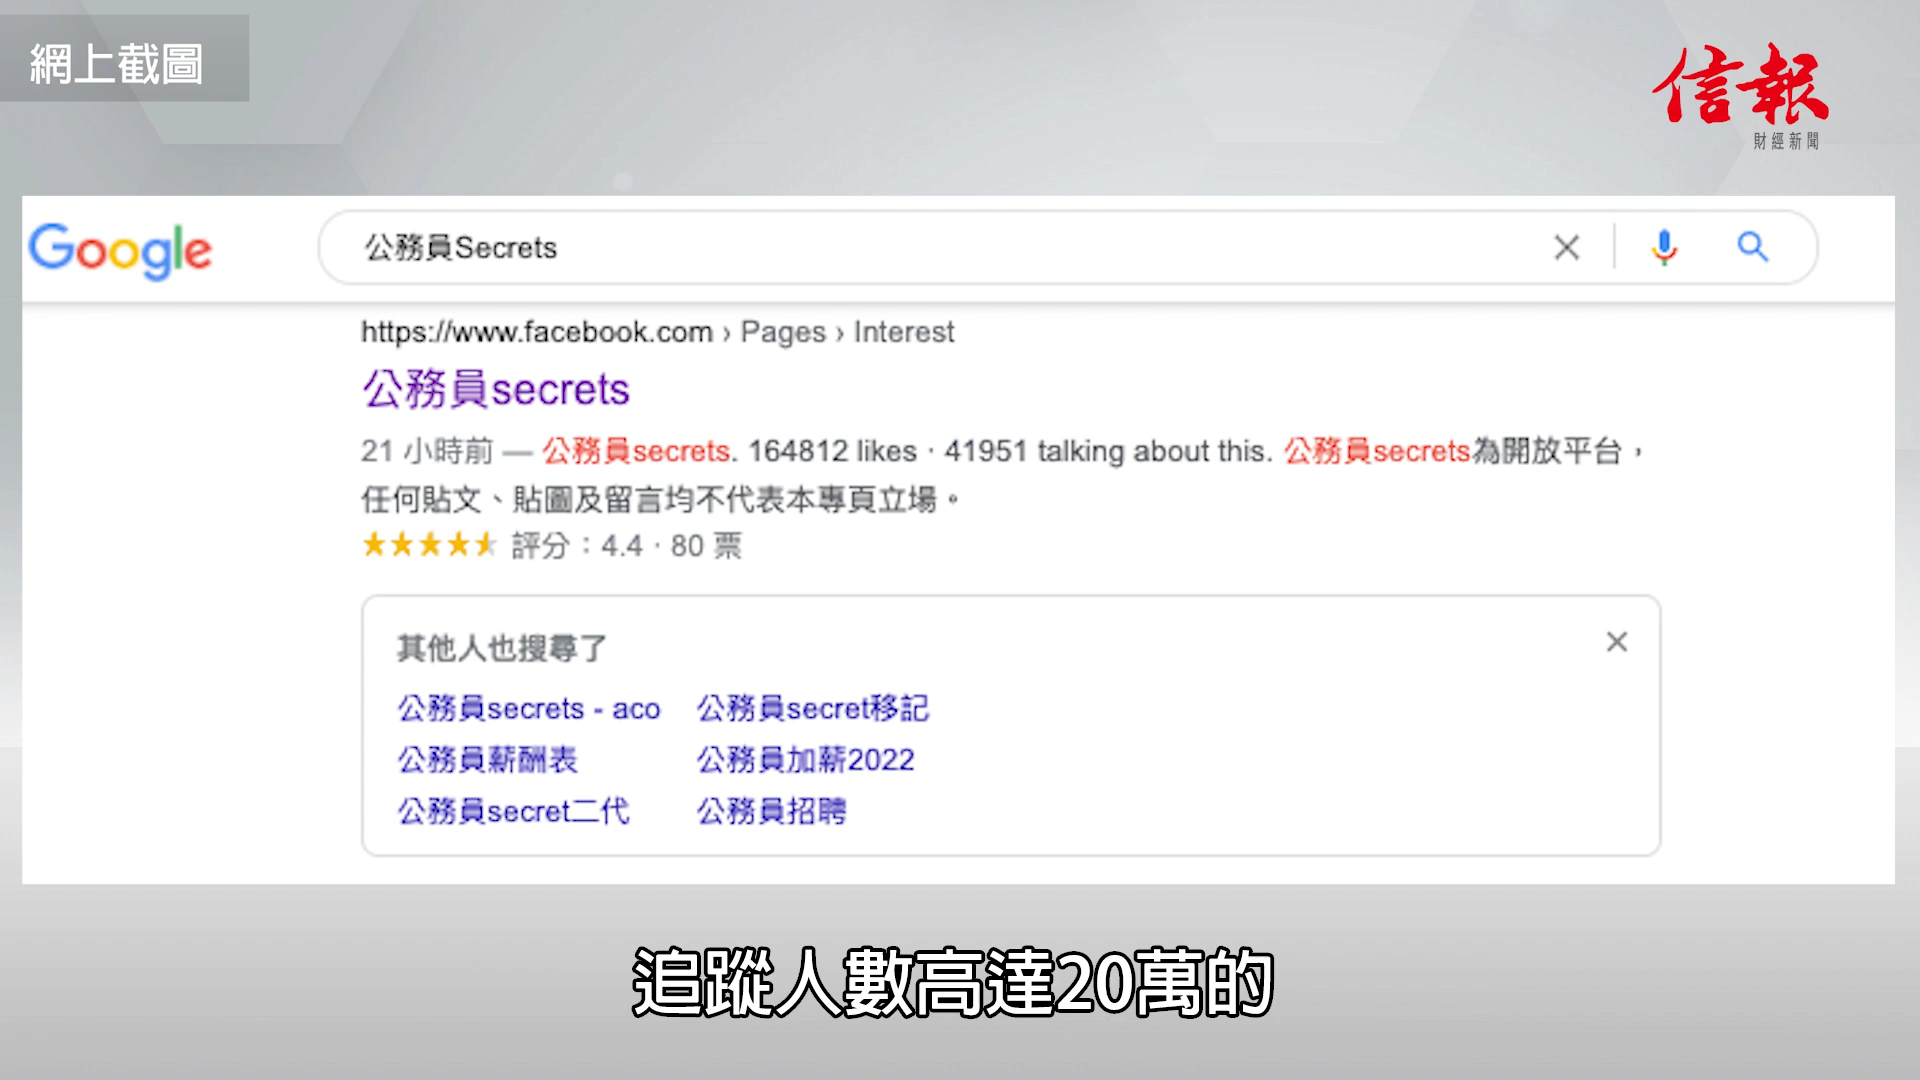 網上截圖
信報
財經新聞
Google
公務員Secrets
https://www.facebook.com › Pages › Interest
公務員secrets
21 小時前 — 公務員secrets. 164812 likes · 41951 talking about this. 公務員secrets為開放平台，
任何貼文、貼圖及留言均不代表本專頁立場。
評分：4.4 · 80 票
其他人也搜尋了
公務員secrets - aco 公務員secret移記
公務員薪酬表 公務員加薪2022
公務員secret二代 公務員招聘
追蹤人數高達20萬的